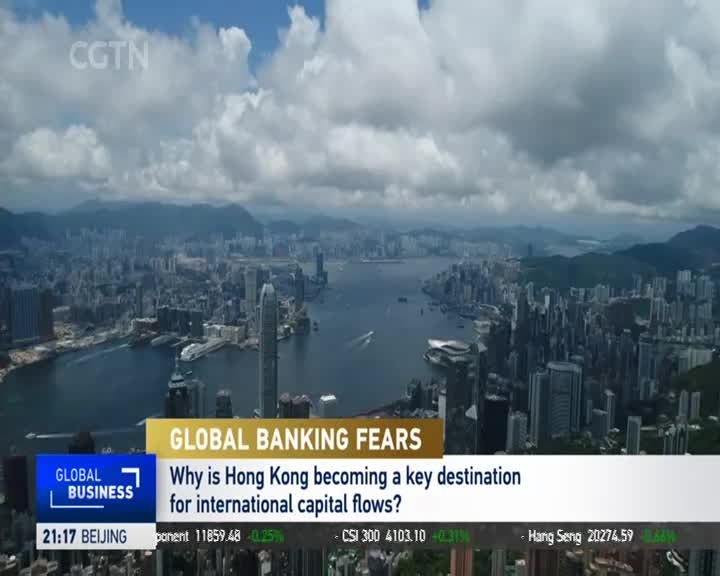 CGTN
GLOBAL BANKING FEARS
GLOBAL
BUSINESS
Why is Hong Kong becoming a key destination
for international capital flows?
21:17 BEIJING
ponent 11859.48 -0.25% · CSI 300 4103.10 +0.31% · Hang Seng 20274.59 -0.66%